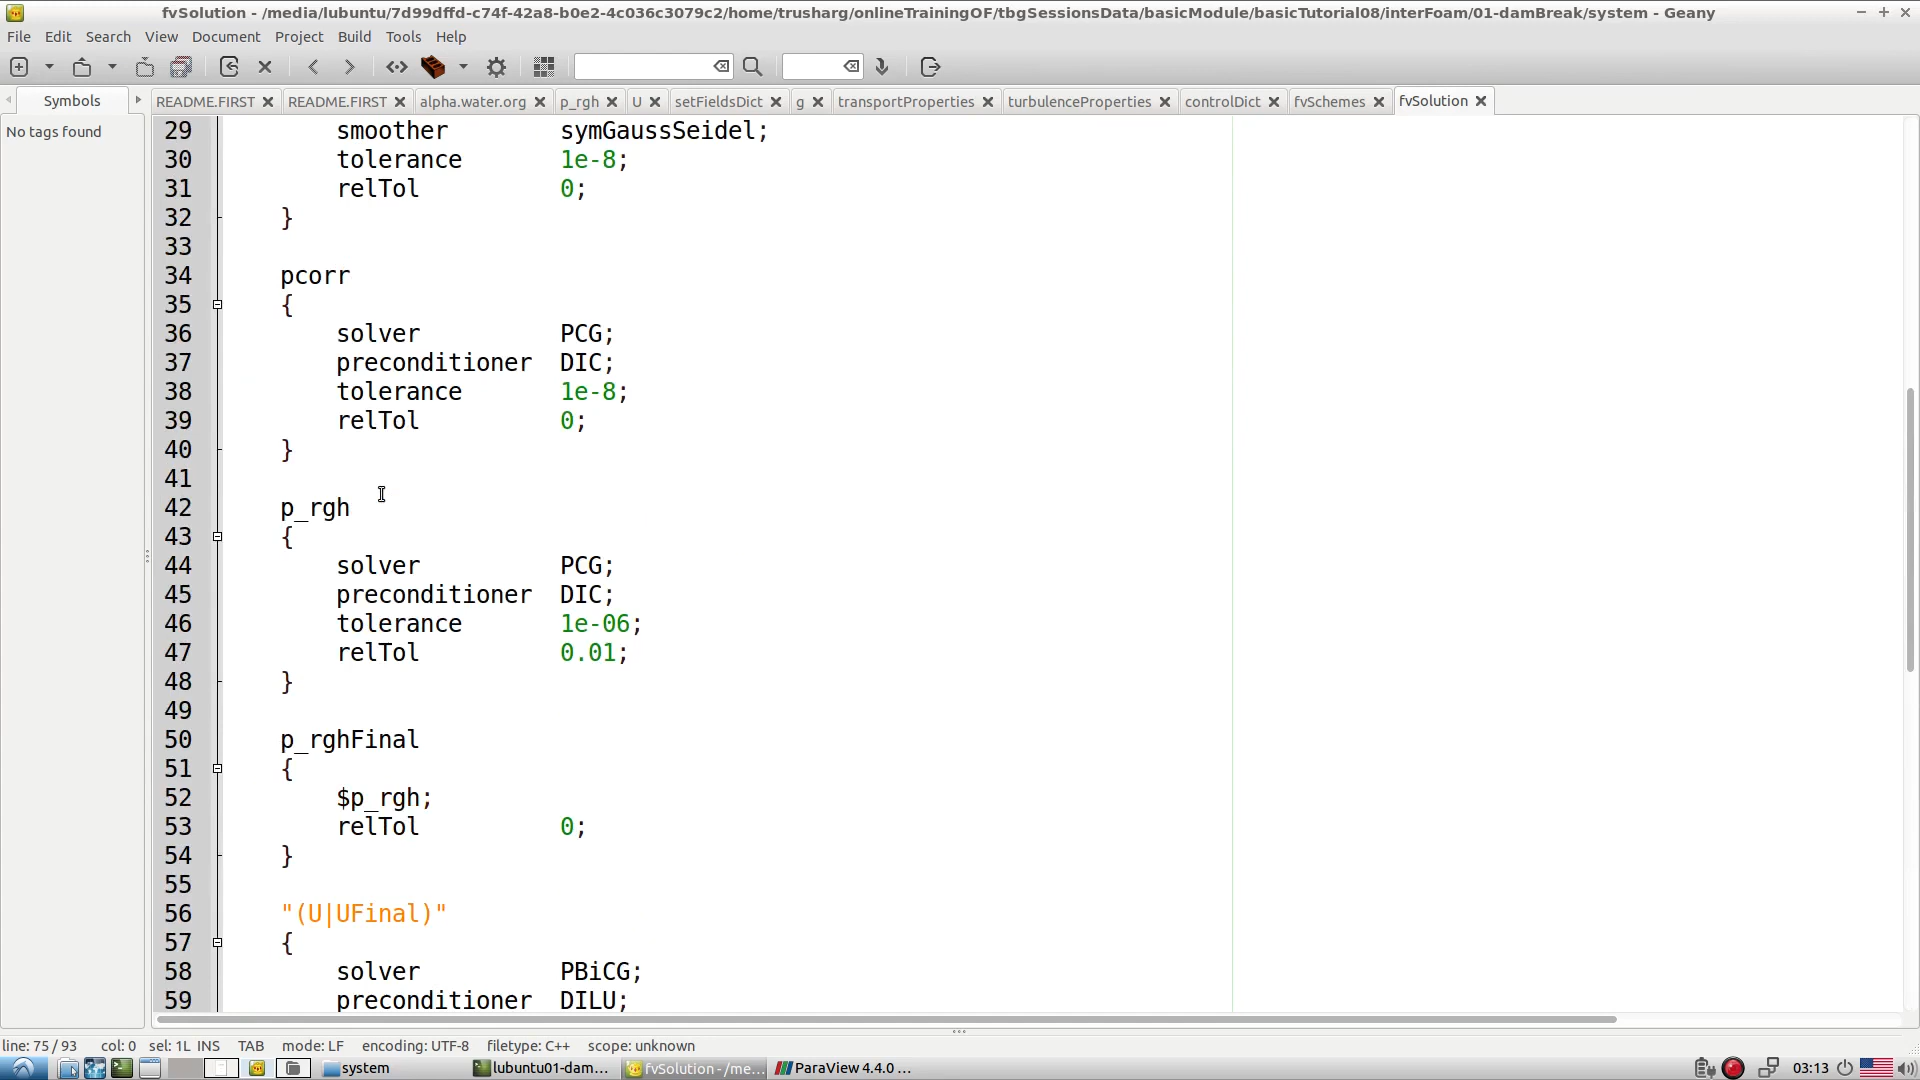 fvSolution - /media/lubuntu/7d99dffd-c74f-42a8-b0e2-4c036c3079c2/home/trusharg/onlineTrainingOF/tbgSessionsData/basicModule/basicTutorial08/interFoam/01-damBreak/system - Geany
File Edit Search View Document Project Build Tools Help
Symbols README.FIRST README.FIRST alpha.water.org p_rgh U setFieldsDict g transportProperties turbulenceProperties controlDict fvSchemes fvSolution
No tags found
29 smoother symGaussSeidel;
30 tolerance 1e-8;
31 relTol 0;
32 }
33
34 pcorr
35 {
36 solver PCG;
37 preconditioner DIC;
38 tolerance 1e-8;
39 relTol 0;
40 }
41
42 p_rgh
43 {
44 solver PCG;
45 preconditioner DIC;
46 tolerance 1e-06;
47 relTol 0.01;
48 }
49
50 p_rghFinal
51 {
52 $p_rgh;
53 relTol 0;
54 }
55
56 "(U|UFinal)"
57 {
58 solver PBiCG;
59 preconditioner DILU;
line: 75 / 93 col: 0 sel: 1L INS TAB mode: LF encoding: UTF-8 filetype: C++ scope: unknown
system lubuntu01-dam... fvSolution - /me... ParaView 4.4.0 ... 03:13